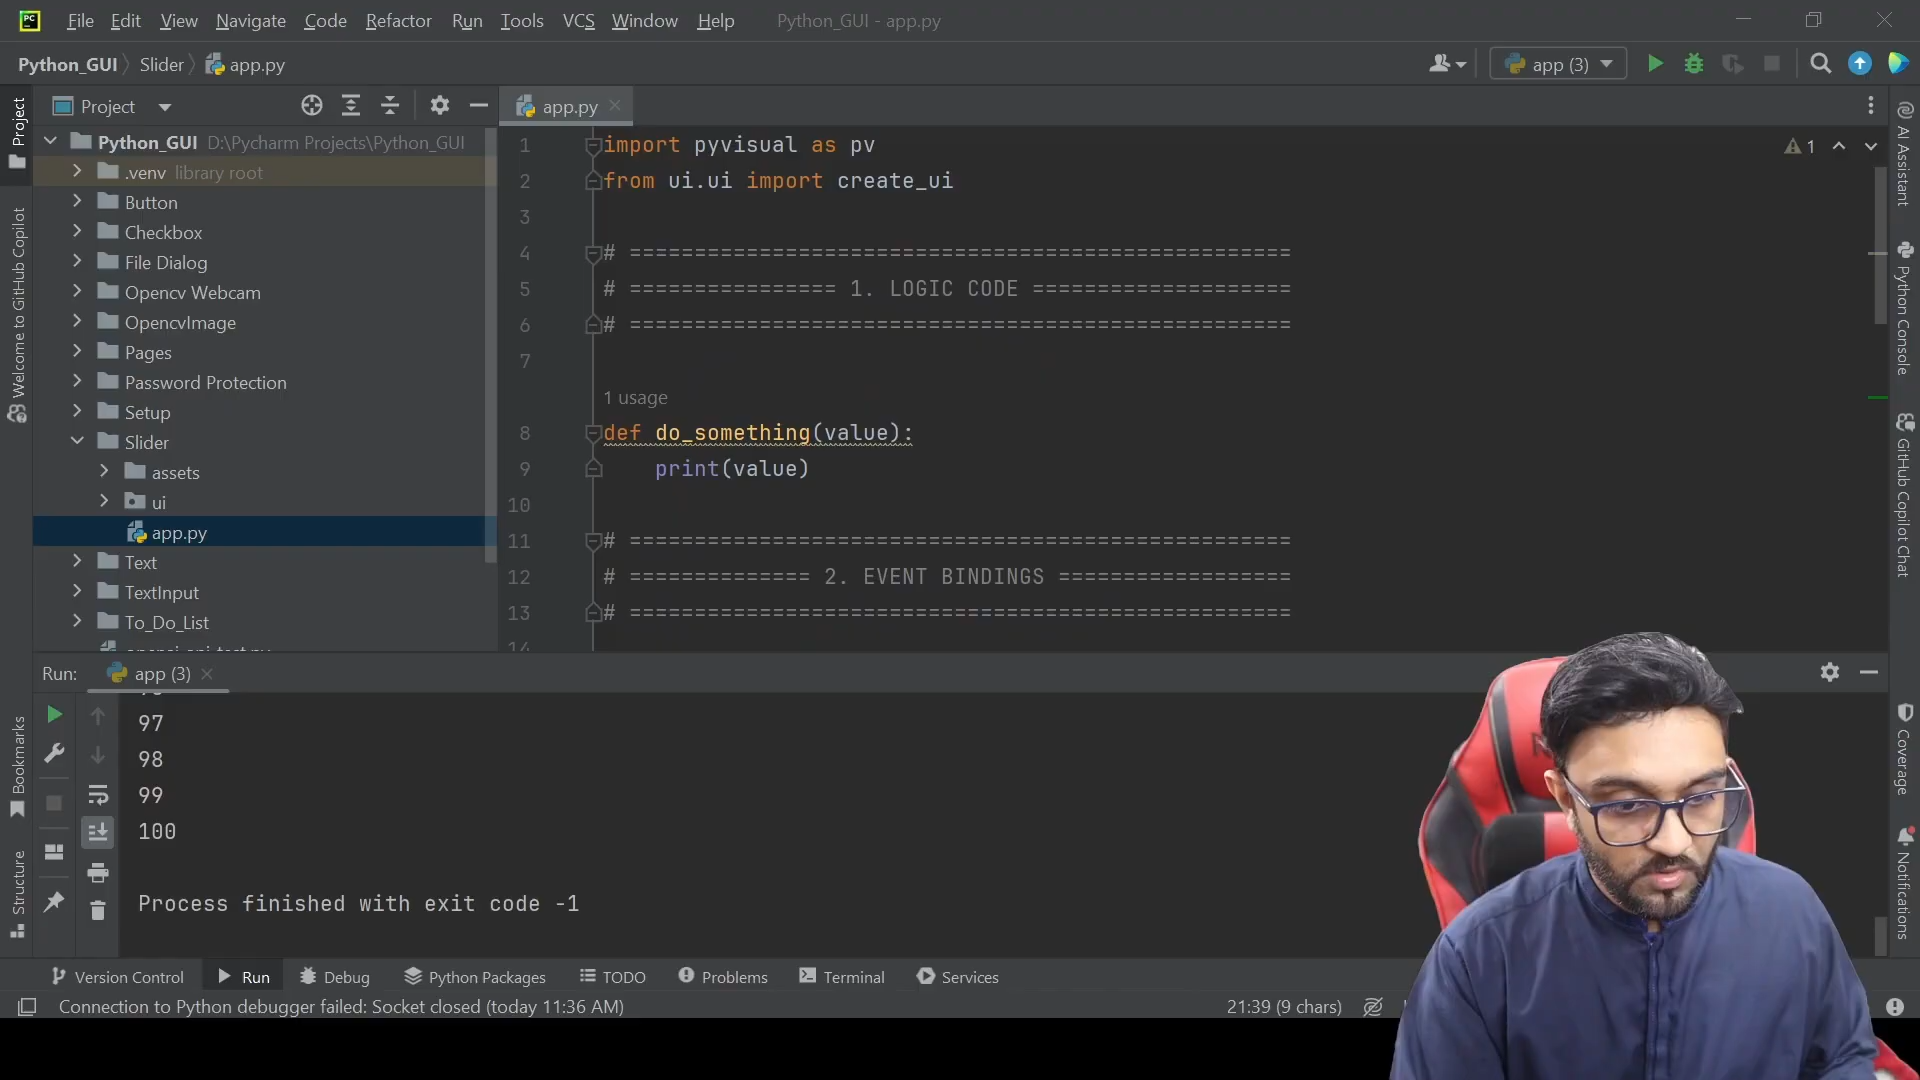 PC File Edit View Navigate Code Refactor Run Tools VCS Window Help Python_GUI - app.py
Python_GUI Slider app.py app (3)
Project app.py
Python_GUI D:\Pycharm Projects\Python_GUI
.venv library root
Button
Checkbox
File Dialog
Opencv Webcam
OpencvImage
Pages
Password Protection
Setup
Slider
assets
ui
app.py
Text
TextInput
To_Do_List
1 import pyvisual as pv
2 from ui.ui import create_ui
3
4 # ===================================================
5 # ================ 1. LOGIC CODE ====================
6 # ===================================================
7
1 usage
8 def do_something(value):
9 print(value)
10
11 # ===================================================
12 # ============== 2. EVENT BINDINGS ==================
13 # ===================================================
14
1
Project
Welcome to GitHub Copilot
Bookmarks
Structure
AI Assistant
Python Console
GitHub Copilot Chat
Coverage
Notifications
Run: app (3)
97
98
99
100
Process finished with exit code -1
Version Control Run Debug Python Packages TODO Problems Terminal Services
Connection to Python debugger failed: Socket closed (today 11:36 AM) 21:39 (9 chars)